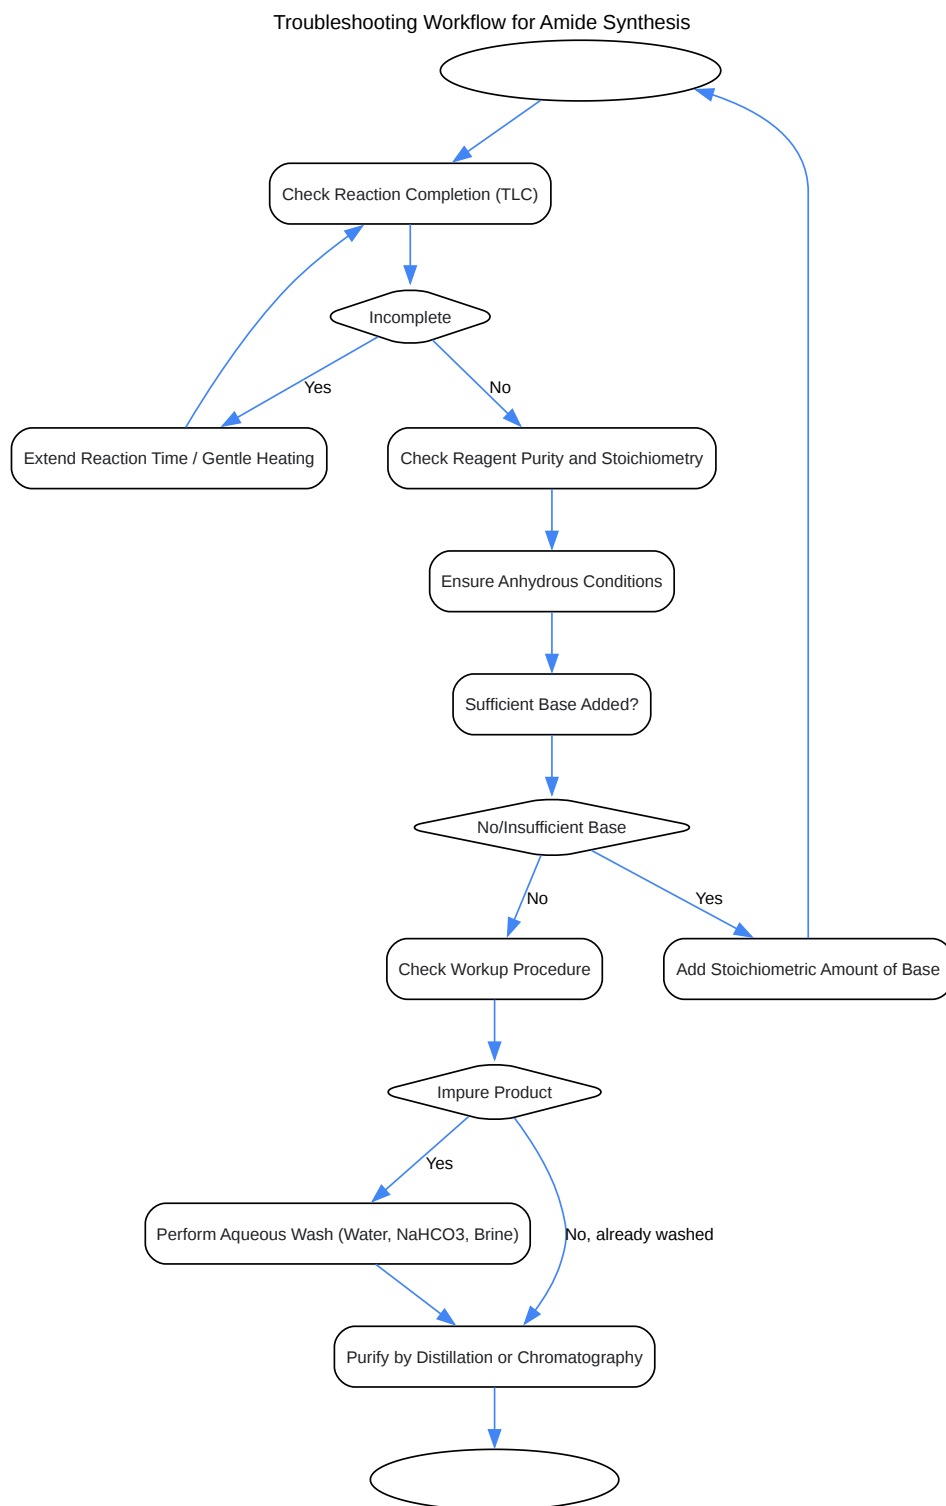 Troubleshooting Workflow for Amide Synthesis
Check Reaction Completion (TLC)
Incomplete
Yes
No
Extend Reaction Time / Gentle Heating
Check Reagent Purity and Stoichiometry
Ensure Anhydrous Conditions
Sufficient Base Added?
No/Insufficient Base
No
Yes
Check Workup Procedure
Add Stoichiometric Amount of Base
Impure Product
Yes
Perform Aqueous Wash (Water, NaHCO3, Brine)
No, already washed
Purify by Distillation or Chromatography